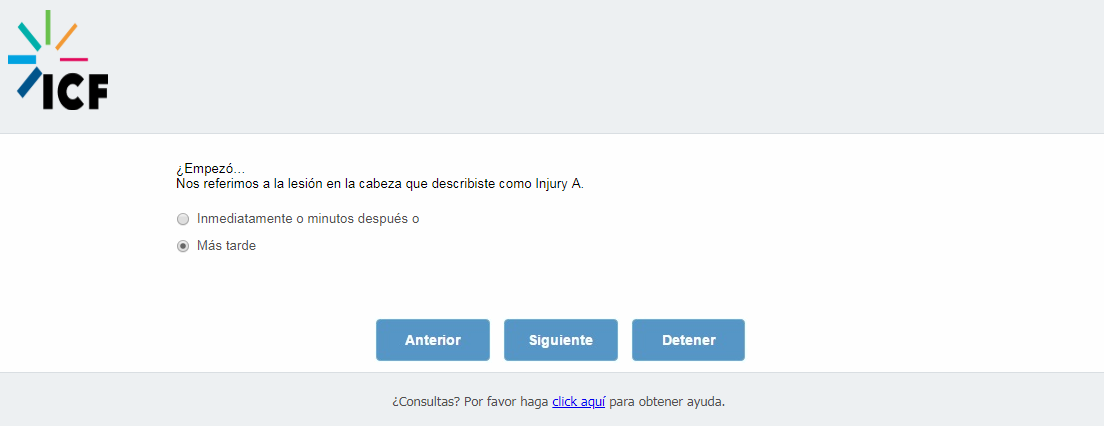 ICF
¿Empezó...
Nos referimos a la lesión en la cabeza que describiste como Injury A.
Inmediatamente o minutos después o
Más tarde
Anterior
Siguiente
Detener
¿Consultas? Por favor haga click aquí para obtener ayuda.